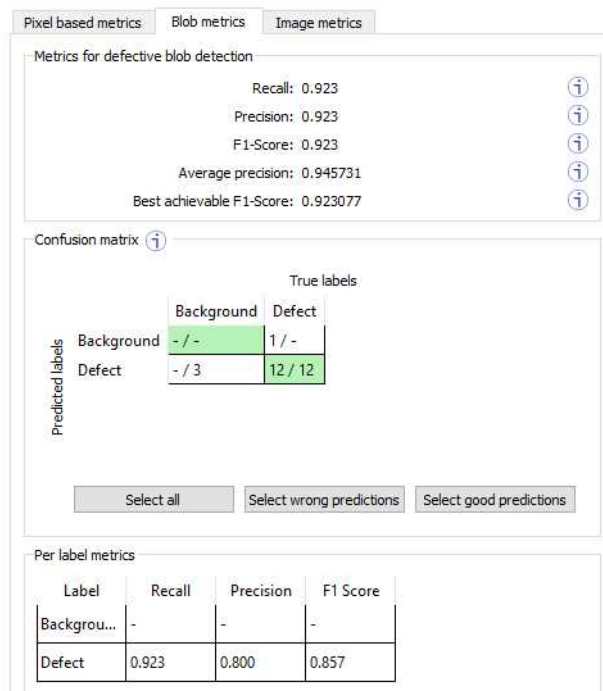 Pixel based metrics Blob metrics Image metrics
Metrics for defective blob detection
Recall: 0.923
Precision: 0.923
F1-Score: 0.923
Average precision: 0.945731
Best achievable F1-Score: 0.923077
Confusion matrix
True labels
Background Defect
Predicted labels
Background - / - 1 / -
Defect - / 3 12 / 12
Select all Select wrong predictions Select good predictions
Per label metrics
Label Recall Precision F1 Score
Backgrou... - - -
Defect 0.923 0.800 0.857